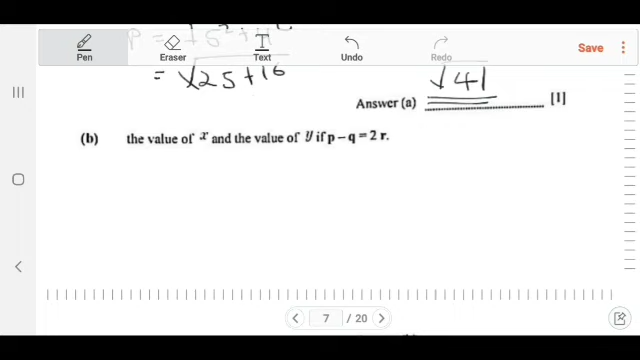 Pen
Eraser
Text
Undo
Redo
Save
= √25 + 16
√41
Answer (a) [1]
(b) the value of x and the value of y if p – q = 2 r.
7 / 20